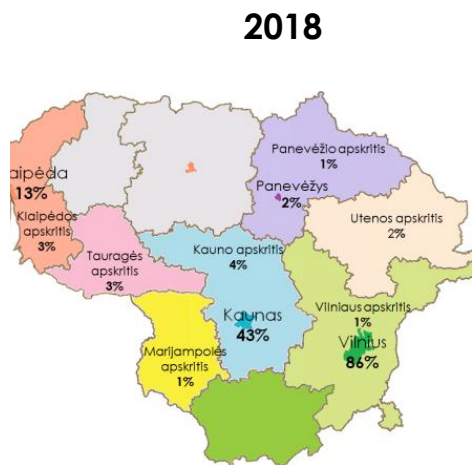 2018
Panevėžio apskritis
1%
aipėda
13%
Panevėžys
2%
Klaipėdos
apskritis
3%
Utenos apskritis
2%
Tauragės
apskritis
3%
Kauno apskritis
4%
Kaunas
43%
Vilniaus apskritis
1%
Vilnius
86%
Marijampolės
apskritis
1%